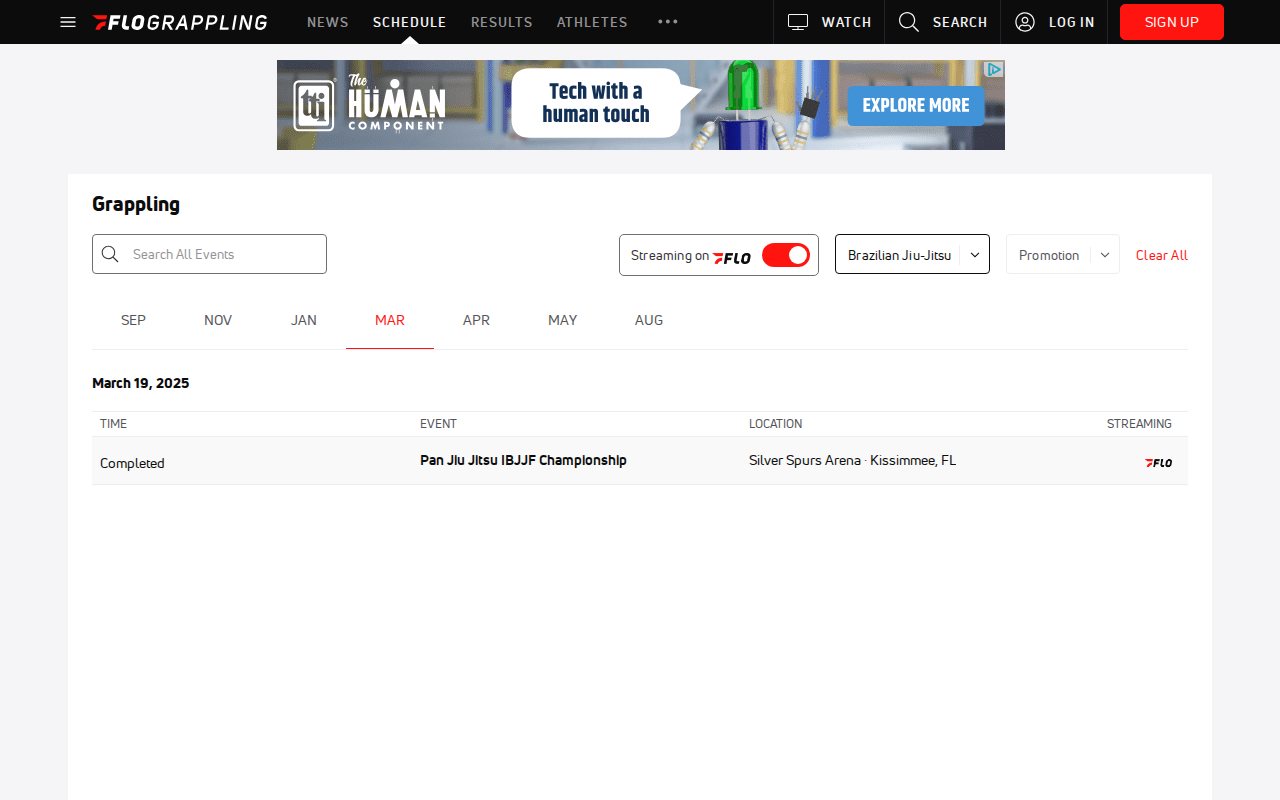 FLOGRAPPLING NEWS SCHEDULE RESULTS ATHLETES WATCH SEARCH LOG IN SIGN UP
tti The HUMAN COMPONENT
Tech with a
human touch
EXPLORE MORE
Grappling
Search All Events Streaming on FLO Brazilian Jiu-Jitsu Promotion Clear All
SEP NOV JAN MAR APR MAY AUG
March 19, 2025
TIME EVENT LOCATION STREAMING
Completed Pan Jiu Jitsu IBJJF Championship Silver Spurs Arena · Kissimmee, FL FLO